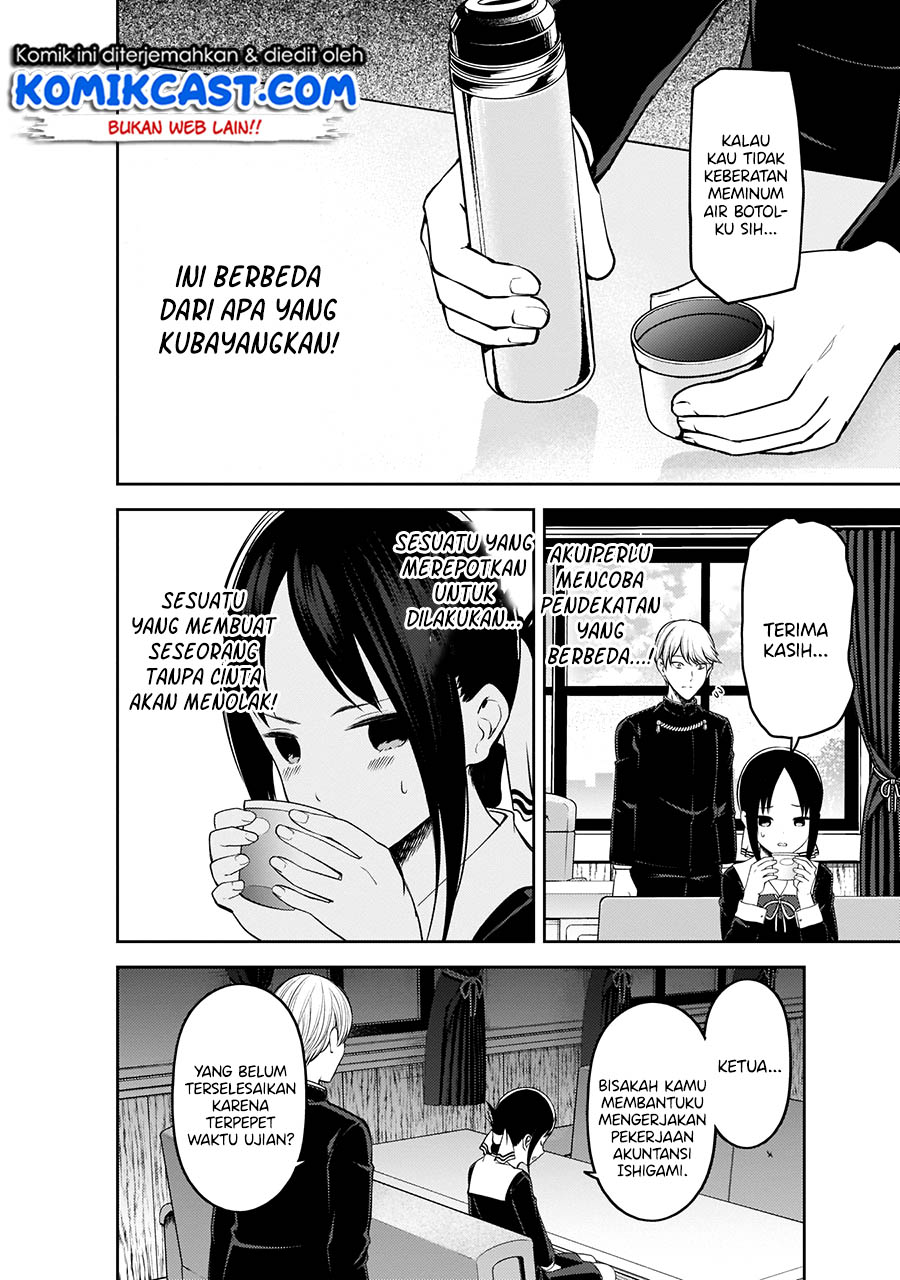 Komik ini diterjemahkan & diedit oleh
KOMIKCAST.COM
BUKAN WEB LAIN!!
KALAU
KAU TIDAK
KEBERATAN
MEMINUM
AIR BOTOL-
KU SIH...
INI BERBEDA
DARI APA YANG
KUBAYANGKAN!
TERIMA
KASIH...
AKU PERLU
MENCOBA
PENDEKATAN
YANG
BERBEDA...!
SESUATU YANG
MEREPOTKAN
UNTUK
DILAKUKAN...
SESUATU
YANG MEMBUAT
SESEORANG
TANPA CINTA
AKAN MENOLAK!
KETUA...
BISAKAH KAMU
MEMBANTUKU
MENGERJAKAN
PEKERJAAN
AKUNTANSI
ISHIGAMI.
YANG BELUM
TERSELESAIKAN
KARENA
TERPEPET
WAKTU UJIAN?